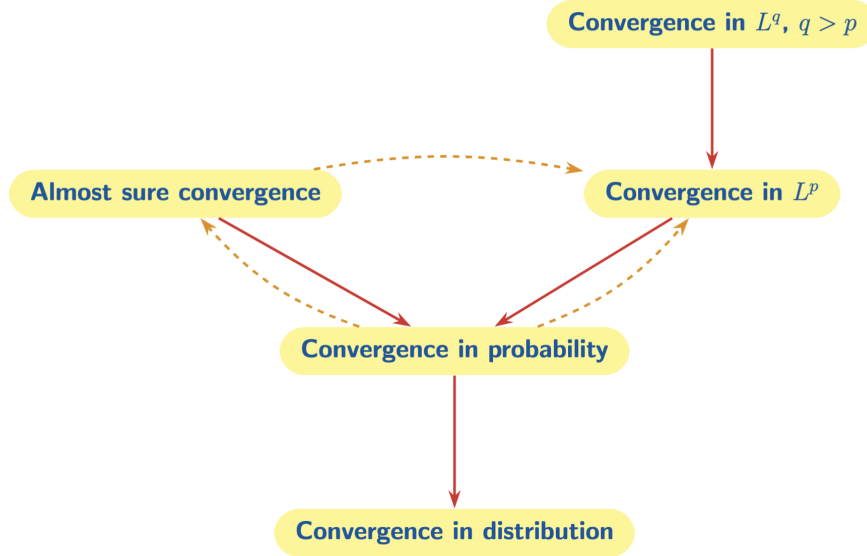 Convergence in $L^q$, $q > p$
Almost sure convergence
Convergence in $L^p$
Convergence in probability
Convergence in distribution